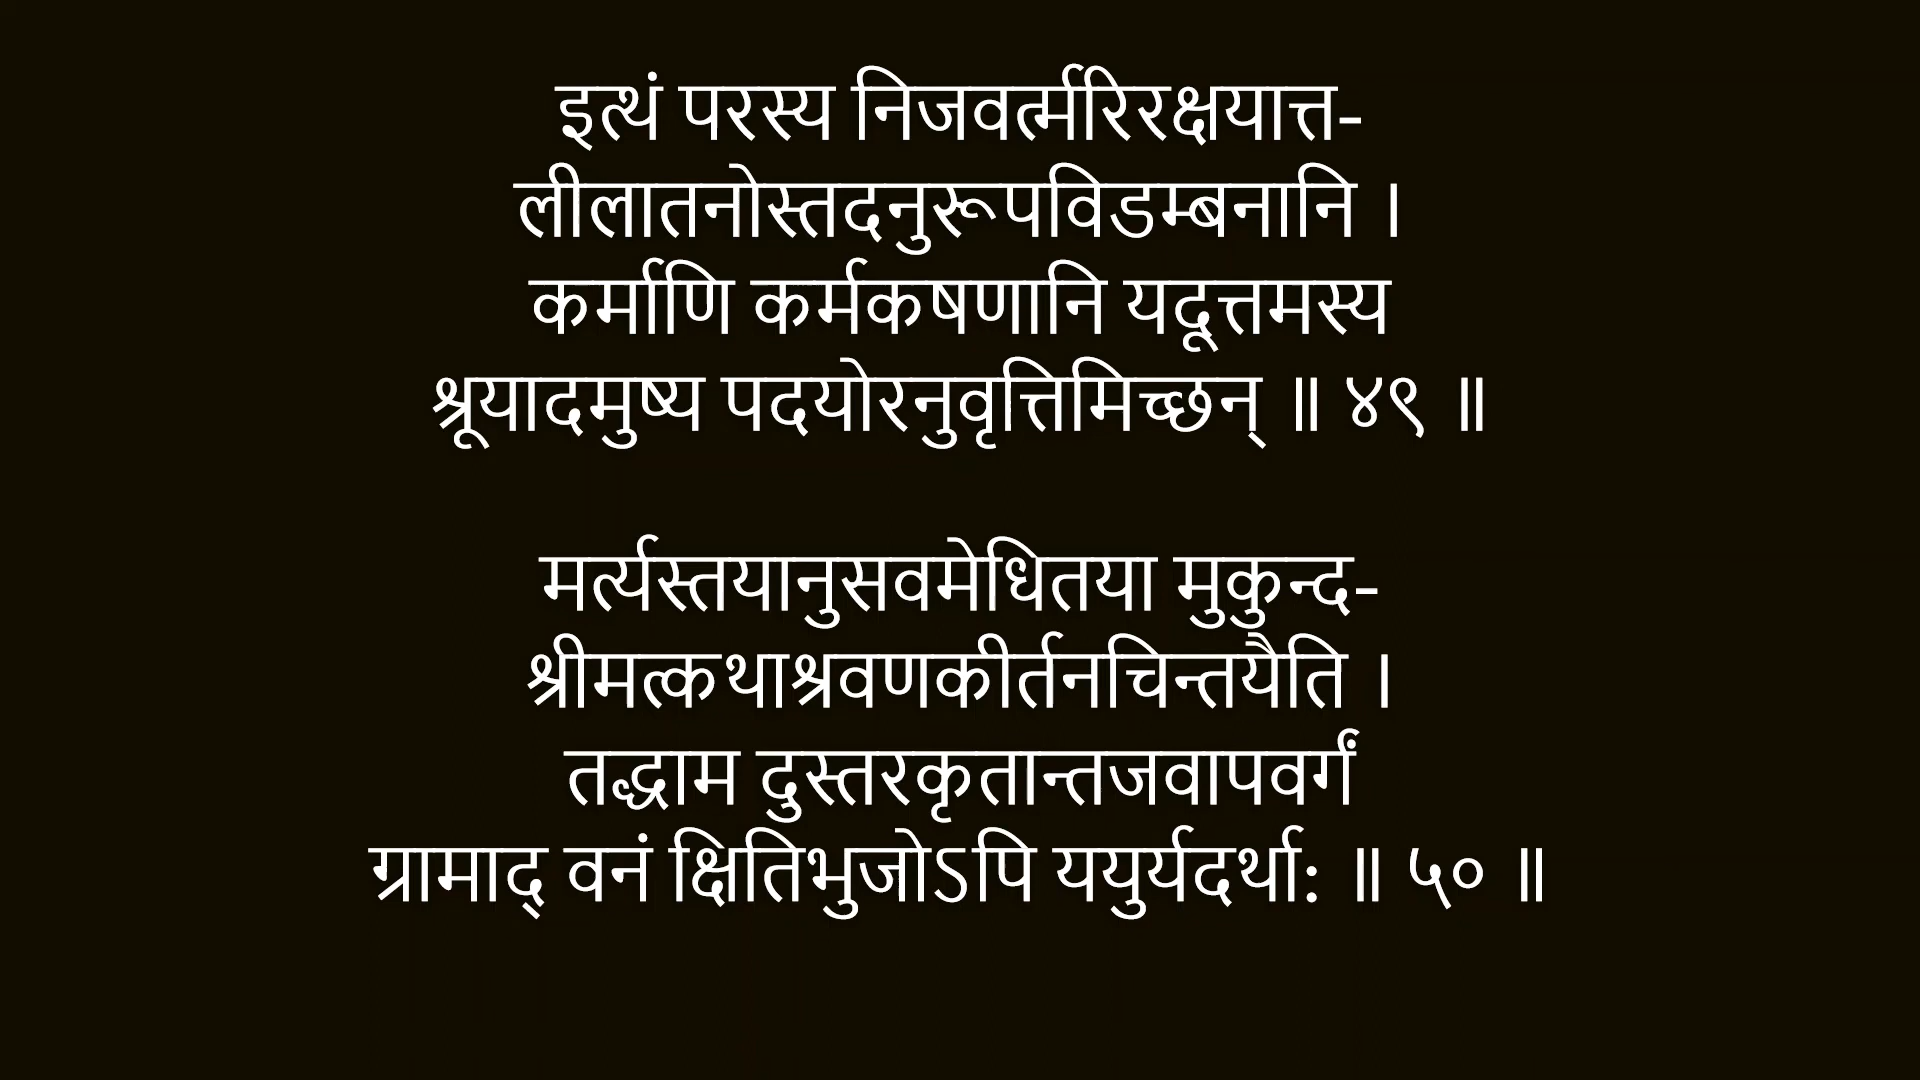 इत्थं परस्य निजवर्त्मरिरक्षयात्त-
लीलातनोस्तदनुरूपविडम्बनानि ।
कर्माणि कर्मकषणानि यदूत्तमस्य
श्रूयादमुष्य पदयोरनुवृत्तिमिच्छन् ॥ ४९ ॥
मर्त्यस्तयानुसवमेधितया मुकुन्द-
श्रीमत्कथाश्रवणकीर्तनचिन्तयैति ।
तद्धाम दुस्तरकृतान्तजवापवर्गं
ग्रामाद् वनं क्षितिभुजोऽपि ययुर्यदर्था: ॥ ५० ॥